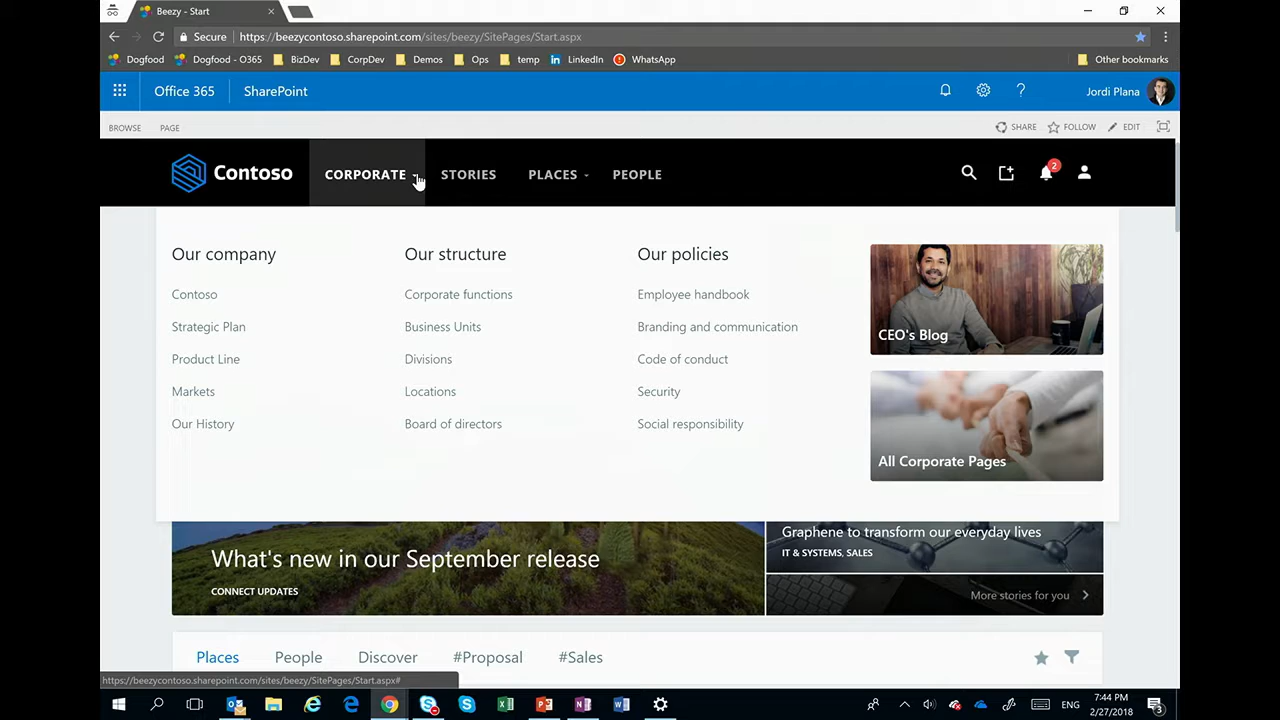 Beezy - Start
Secure
https://beezycontoso.sharepoint.com/sites/beezy/SitePages/Start.aspx
Dogfood
Dogfood - O365
BizDev
CorpDev
Demos
Ops
temp
LinkedIn
WhatsApp
Other bookmarks
Office 365
SharePoint
Jordi Plana
BROWSE
PAGE
SHARE
FOLLOW
EDIT
Contoso
CORPORATE
STORIES
PLACES
PEOPLE
2
Our company
Contoso
Strategic Plan
Product Line
Markets
Our History
Our structure
Corporate functions
Business Units
Divisions
Locations
Board of directors
Our policies
Employee handbook
Branding and communication
Code of conduct
Security
Social responsibility
CEO's Blog
All Corporate Pages
What's new in our September release
CONNECT UPDATES
Graphene to transform our everyday lives
IT & SYSTEMS, SALES
More stories for you
Places
People
Discover
#Proposal
#Sales
https://beezycontoso.sharepoint.com/sites/beezy/SitePages/Start.aspx#
ENG
7:44 PM
2/27/2018
3